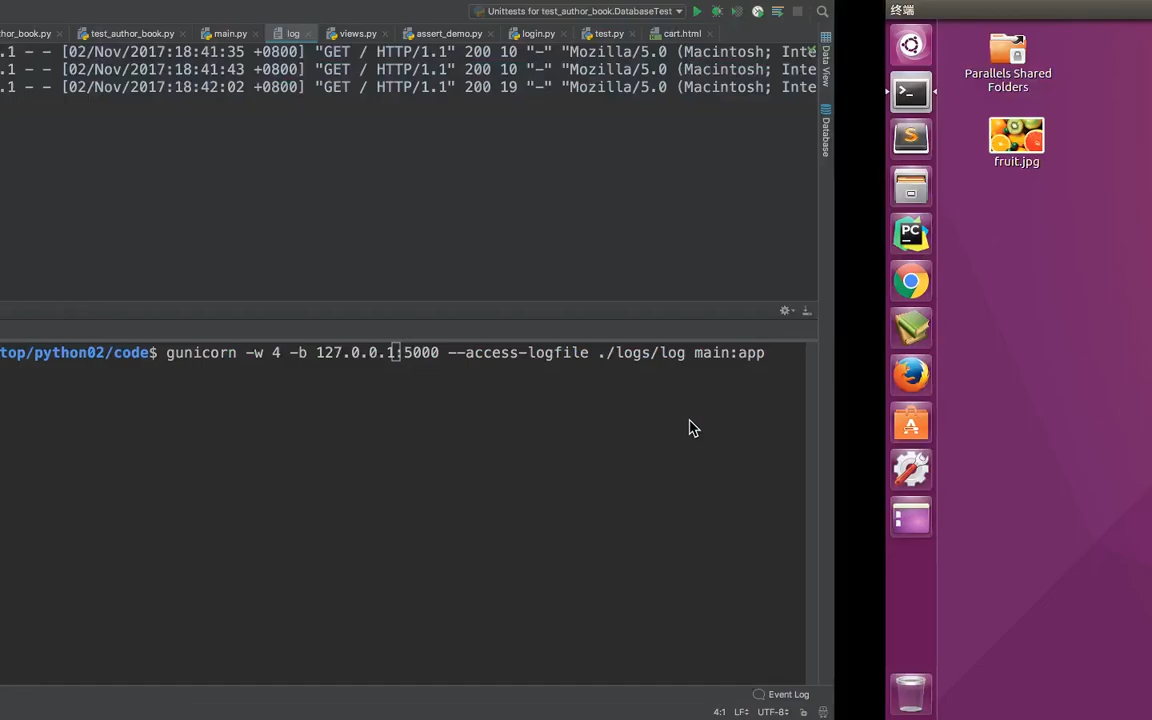 Unittests for test_author_book.DatabaseTest
终端
hor_book.py test_author_book.py main.py log views.py assert_demo.py login.py test.py cart.html
.1 - - [02/Nov/2017:18:41:35 +0800] "GET / HTTP/1.1" 200 10 "-" "Mozilla/5.0 (Macintosh; Inte
.1 - - [02/Nov/2017:18:41:43 +0800] "GET / HTTP/1.1" 200 10 "-" "Mozilla/5.0 (Macintosh; Inte
.1 - - [02/Nov/2017:18:42:02 +0800] "GET / HTTP/1.1" 200 19 "-" "Mozilla/5.0 (Macintosh; Inte
Data View
Database
Parallels Shared
Folders
fruit.jpg
top/python02/code$ gunicorn -w 4 -b 127.0.0.1:5000 --access-logfile ./logs/log main:app
Event Log
4:1 LF UTF-8